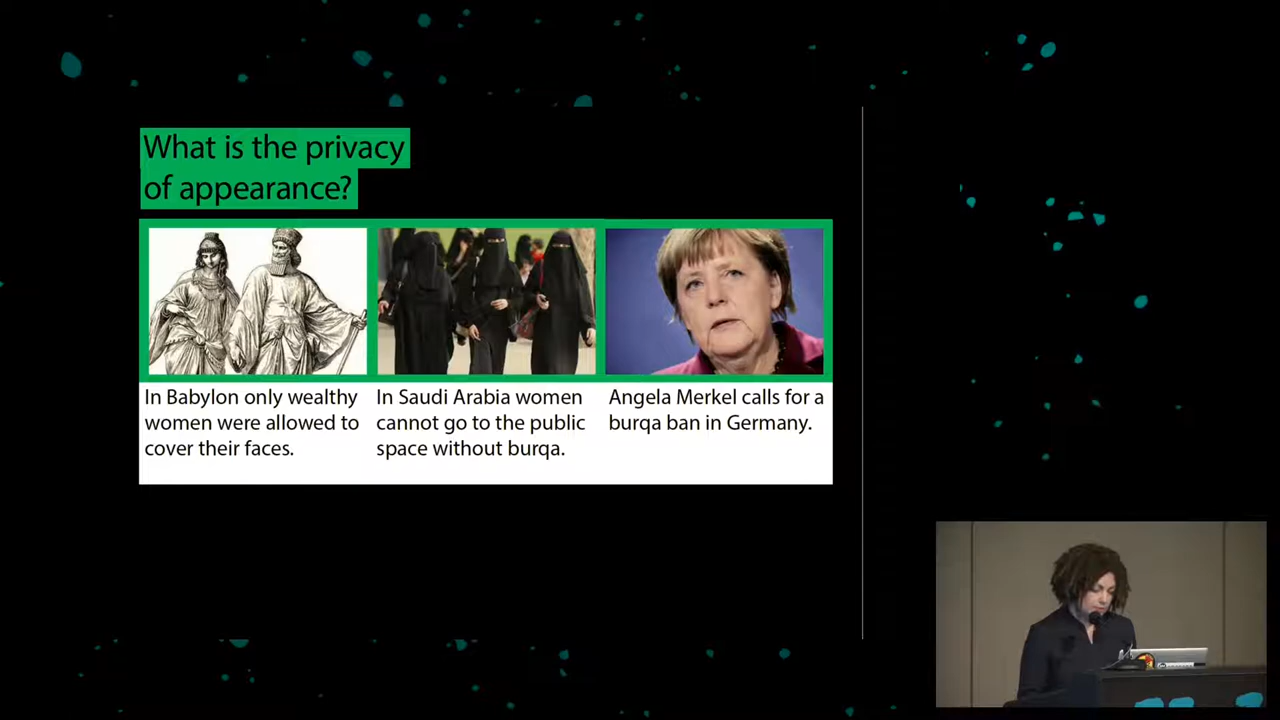 What is the privacy
of appearance?
In Babylon only wealthy
women were allowed to
cover their faces.
In Saudi Arabia women
cannot go to the public
space without burqa.
Angela Merkel calls for a
burqa ban in Germany.